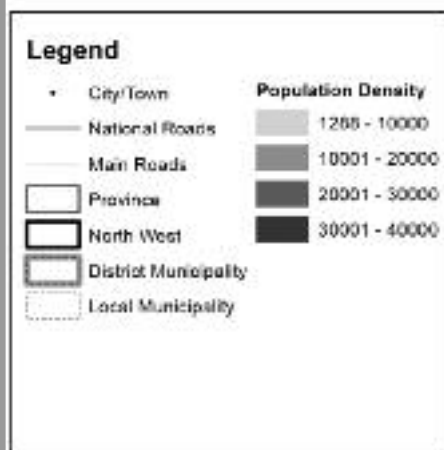 Legend
City/Town
National Roads
Main Roads
Province
North West
District Municipality
Local Municipality
Population Density
1268 - 10000
10001 - 20000
20001 - 30000
30001 - 40000